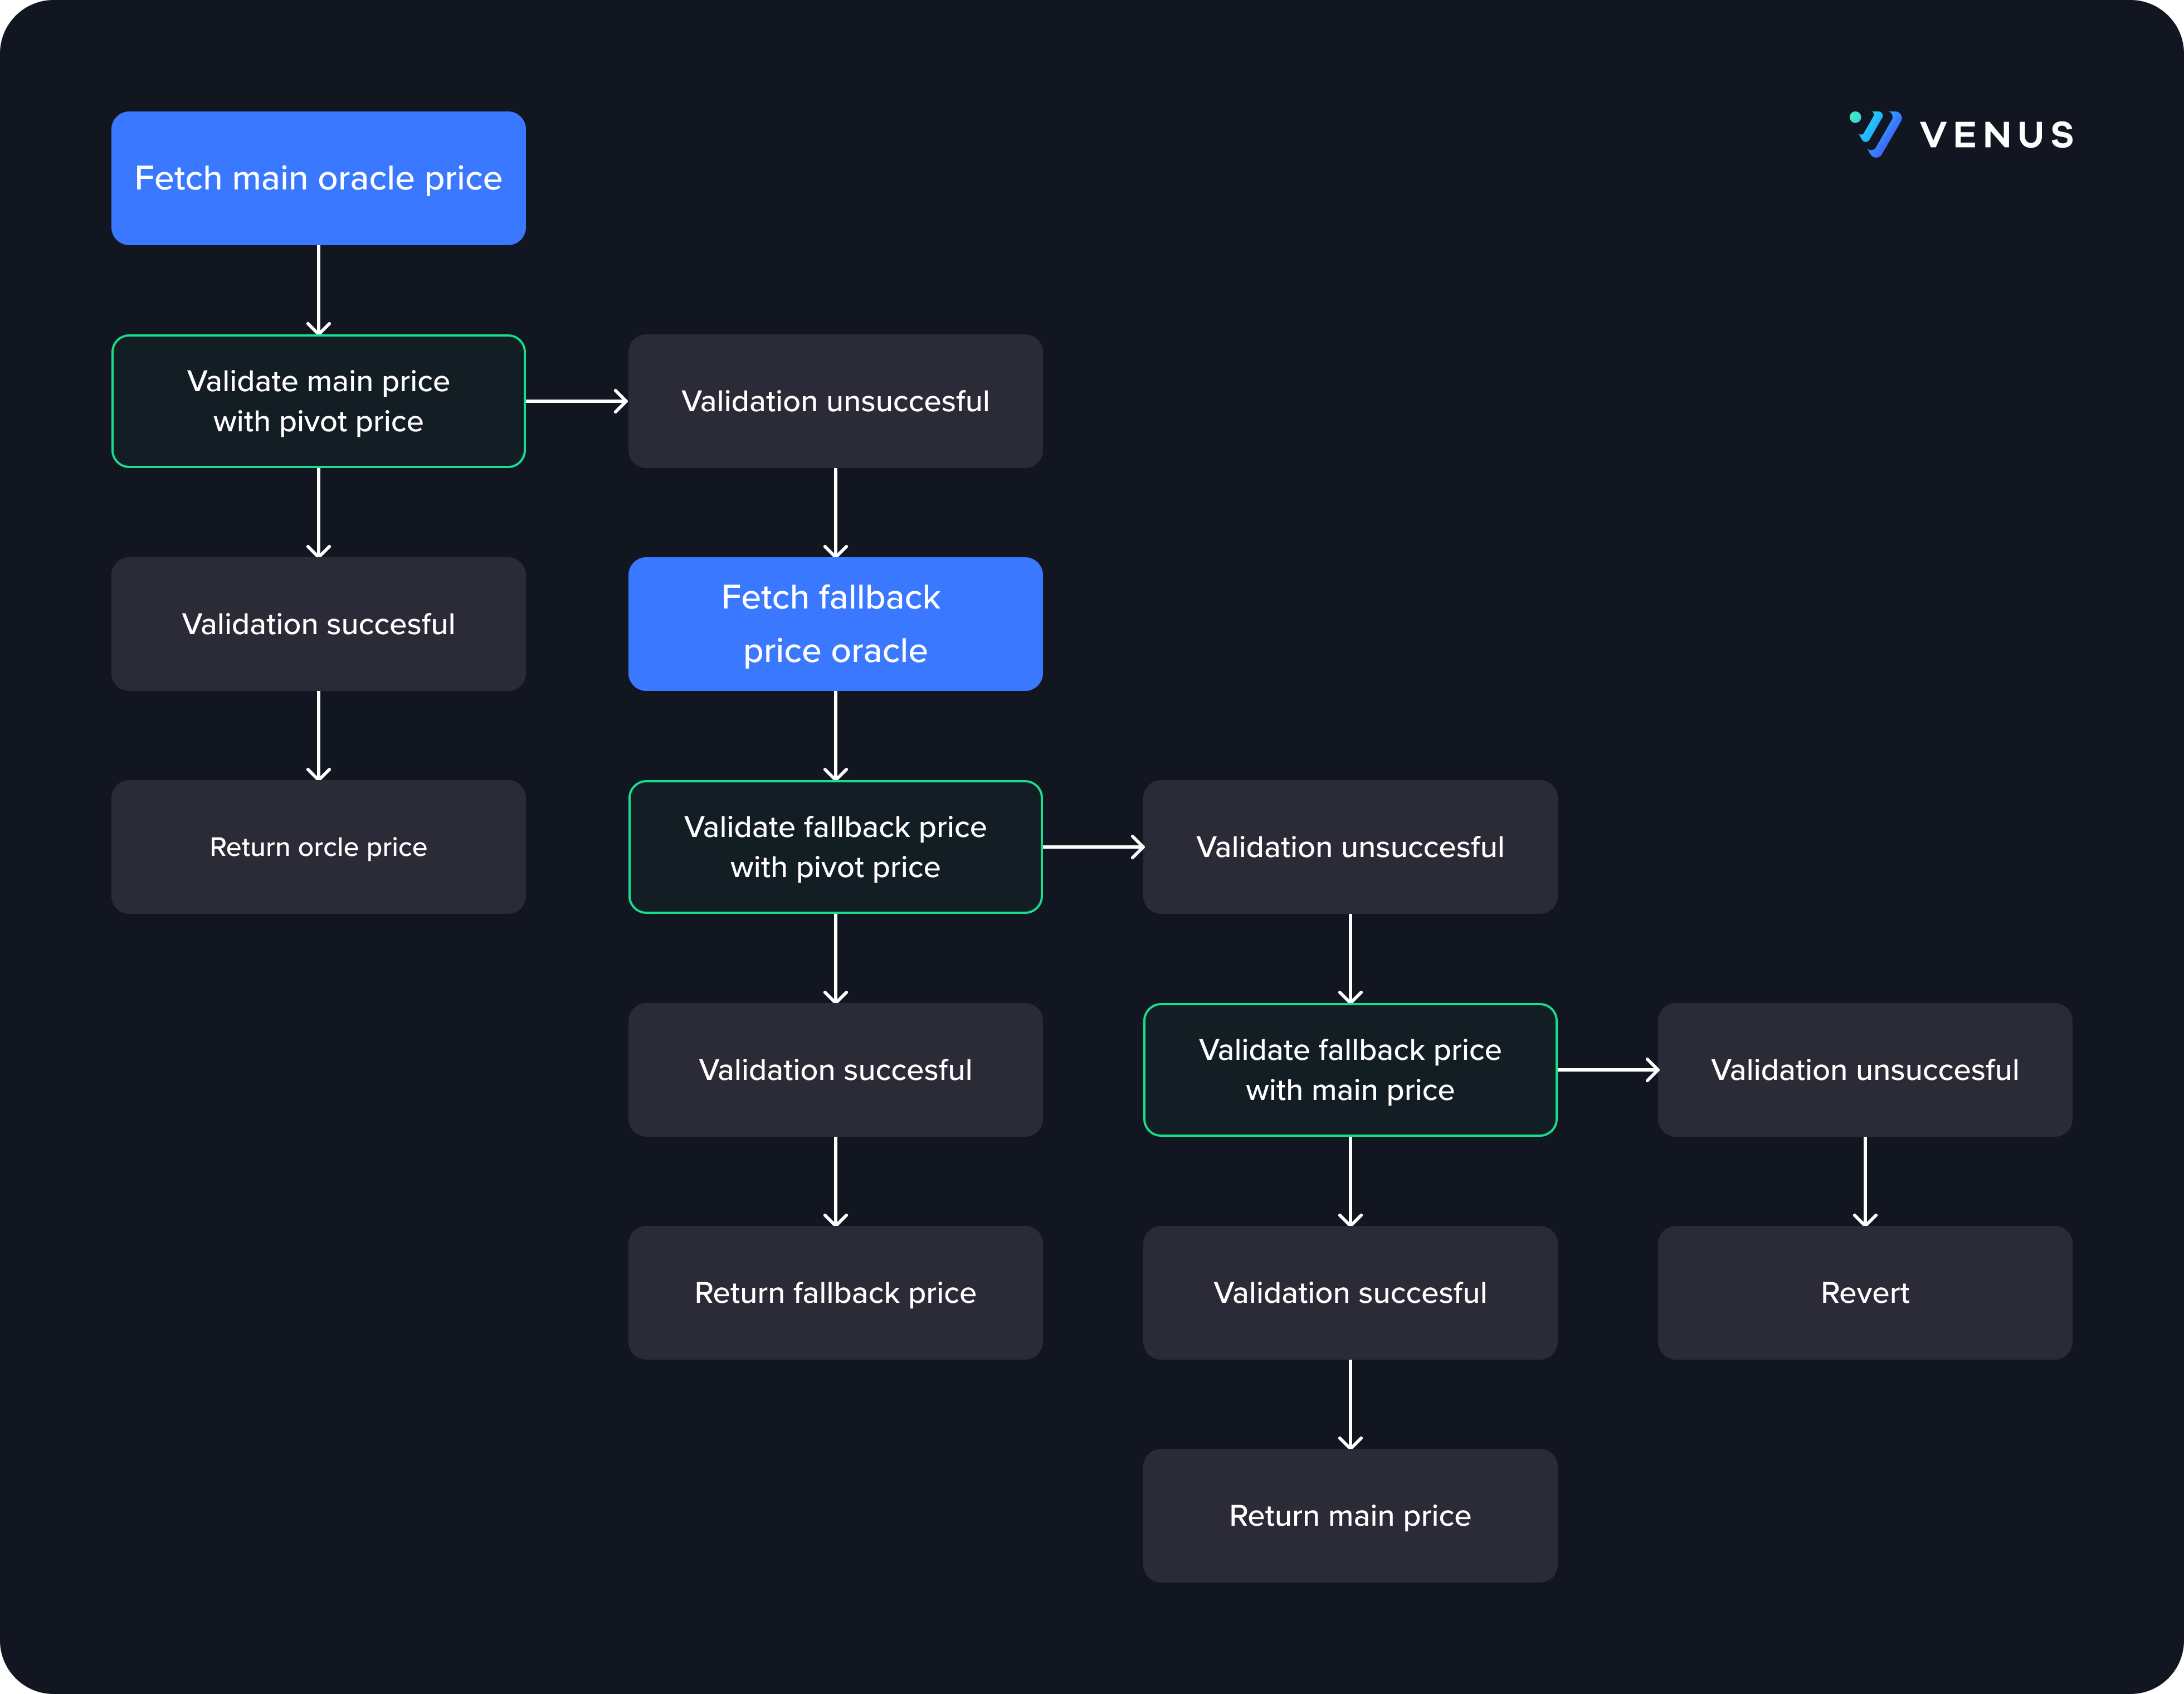 VENUS
Fetch main oracle price
Validate main price
with pivot price
Validation unsuccesful
Validation succesful
Fetch fallback
price oracle
Return orcle price
Validate fallback price
with pivot price
Validation unsuccesful
Validation succesful
Validate fallback price
with main price
Validation unsuccesful
Return fallback price
Validation succesful
Revert
Return main price